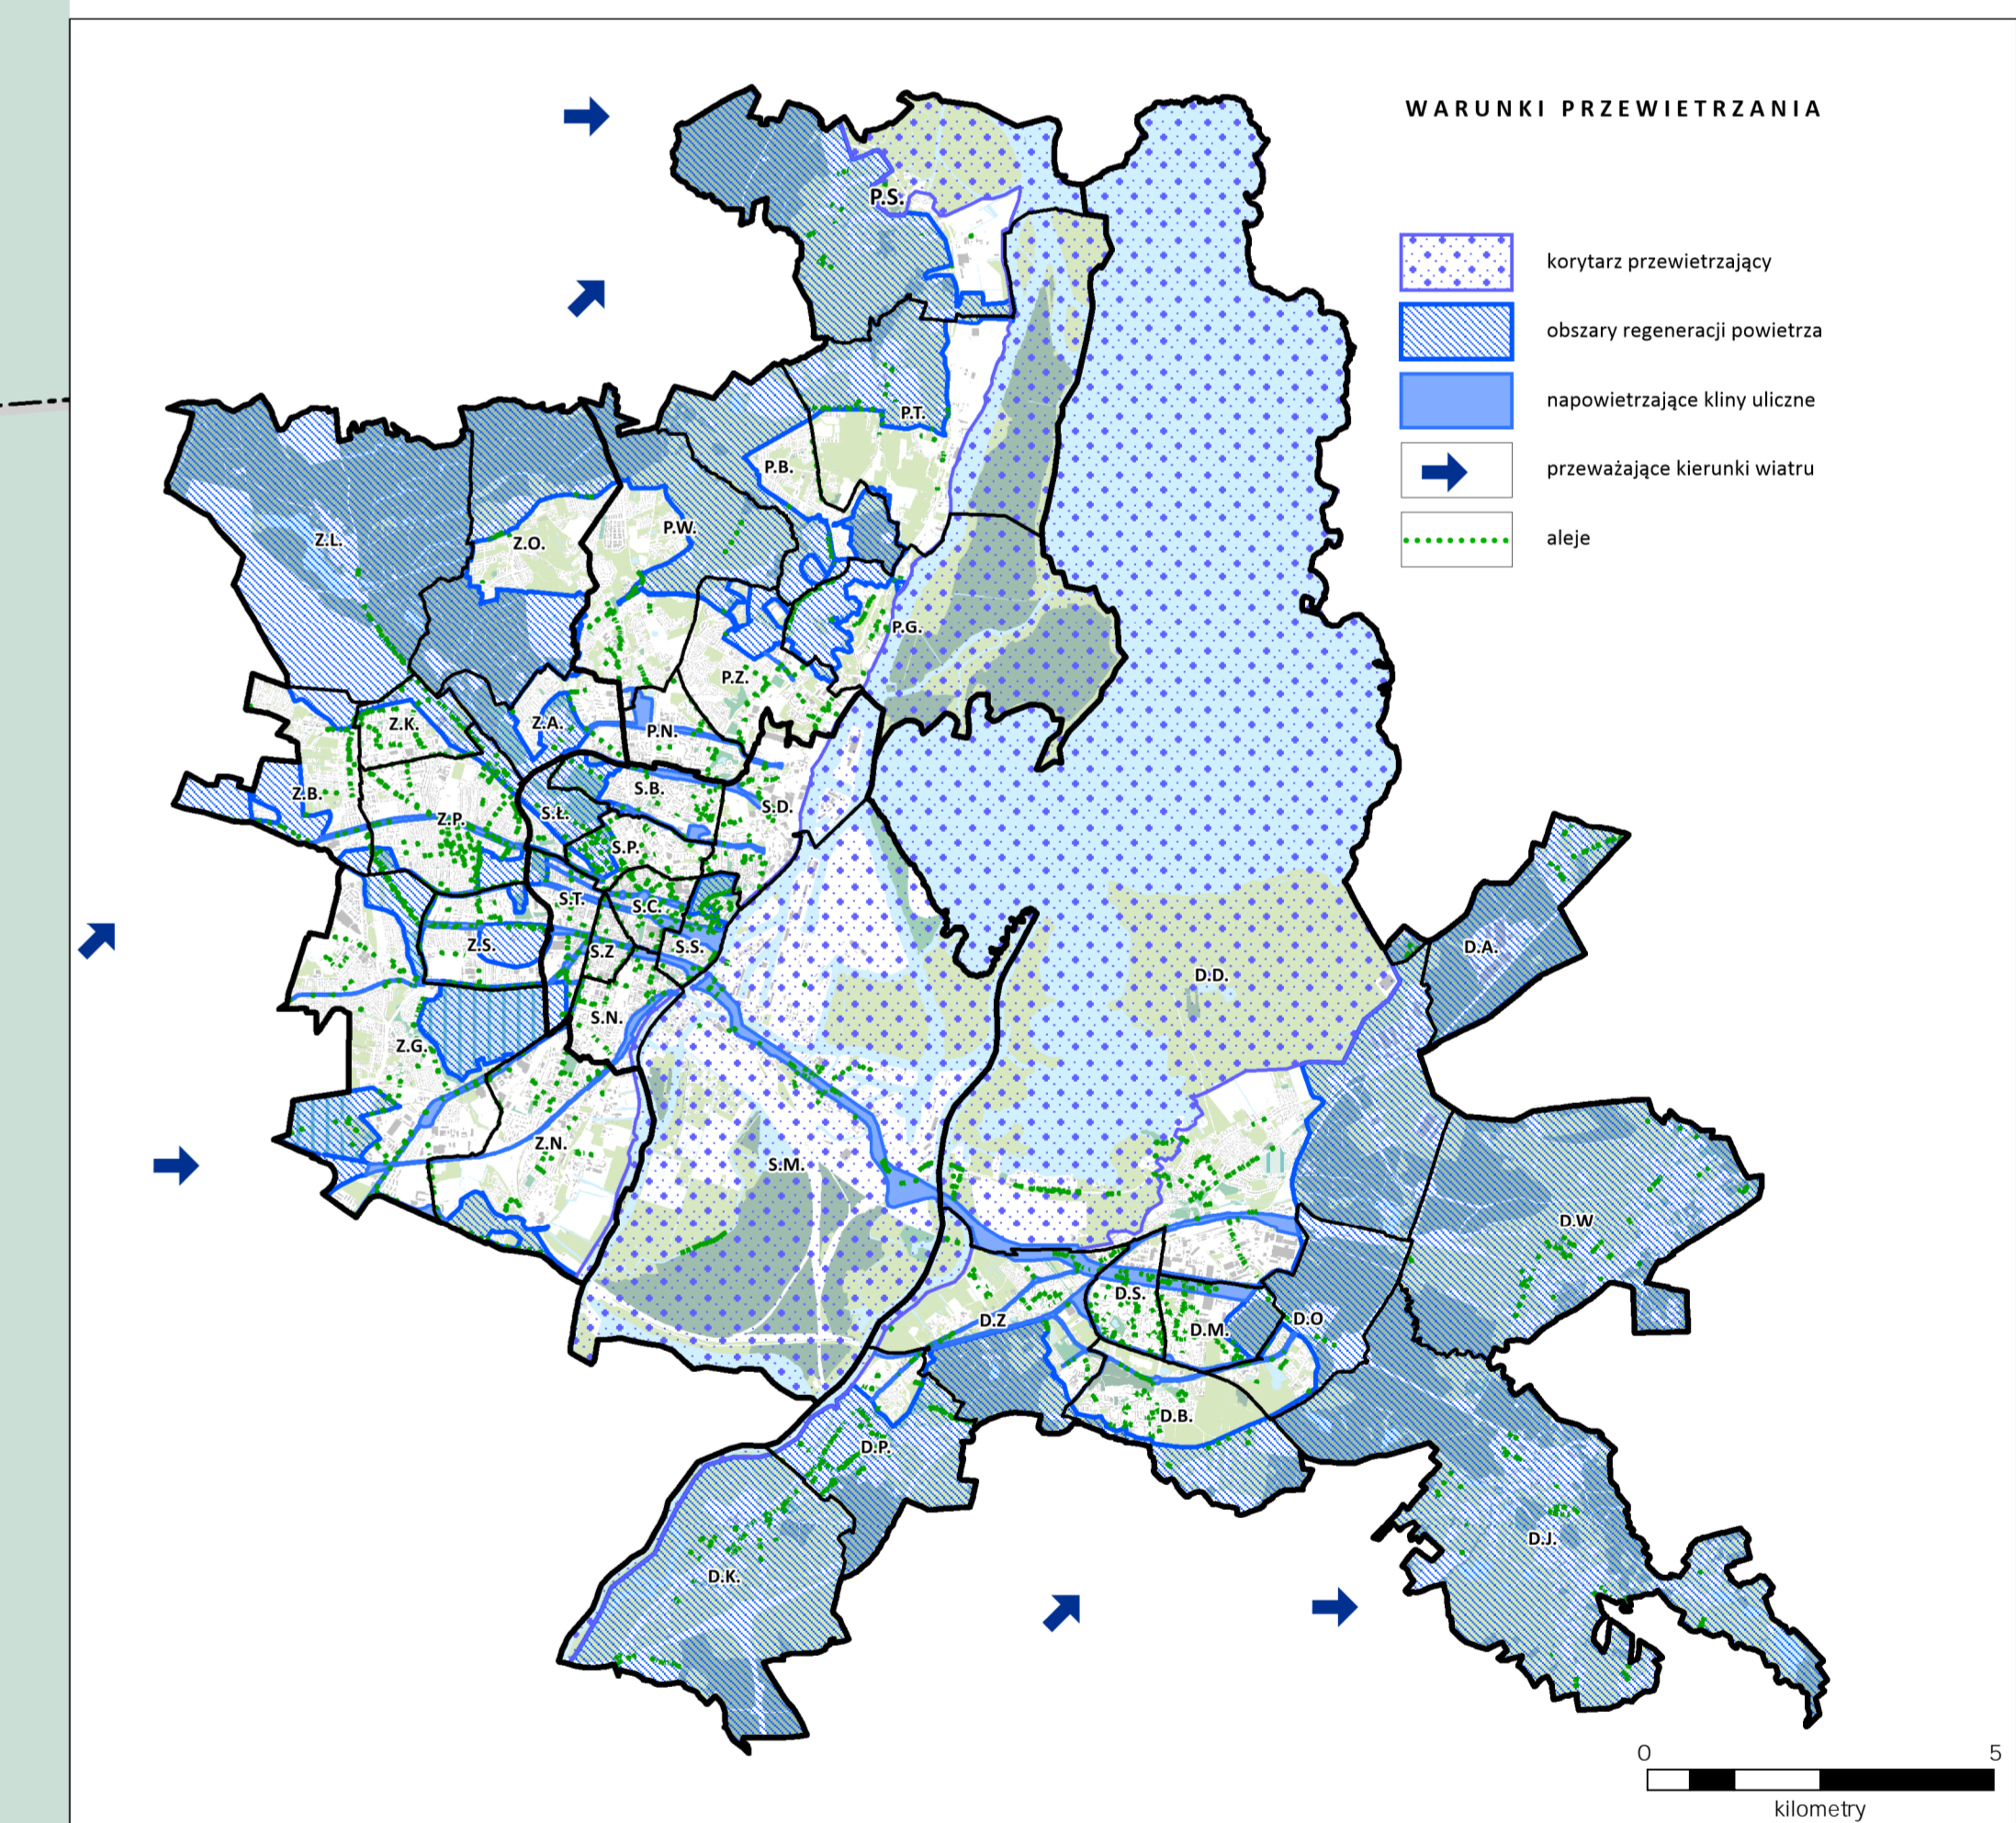 WARUNKI PRZEWIETRZANIA
korytarz przewietrzający
obszary regeneracji powietrza
napowietrzające kliny uliczne
przeważające kierunki wiatru
aleje
P.S.
P.T.
P.B.
P.W.
Z.L.
Z.O.
P.G.
P.Z.
Z.K.
Z.A.
P.N.
Z.B.
S.B.
S.D.
Z.P.
S.Ł.
S.P.
S.T.
S.C.
Z.S.
S.Z
S.S.
D.A.
D.D.
S.N.
Z.G.
Z.N.
S.M.
D.W
D.S.
D.Z
D.M.
D.O
D.B.
D.P.
D.J.
D.K.
0 5
kilometry